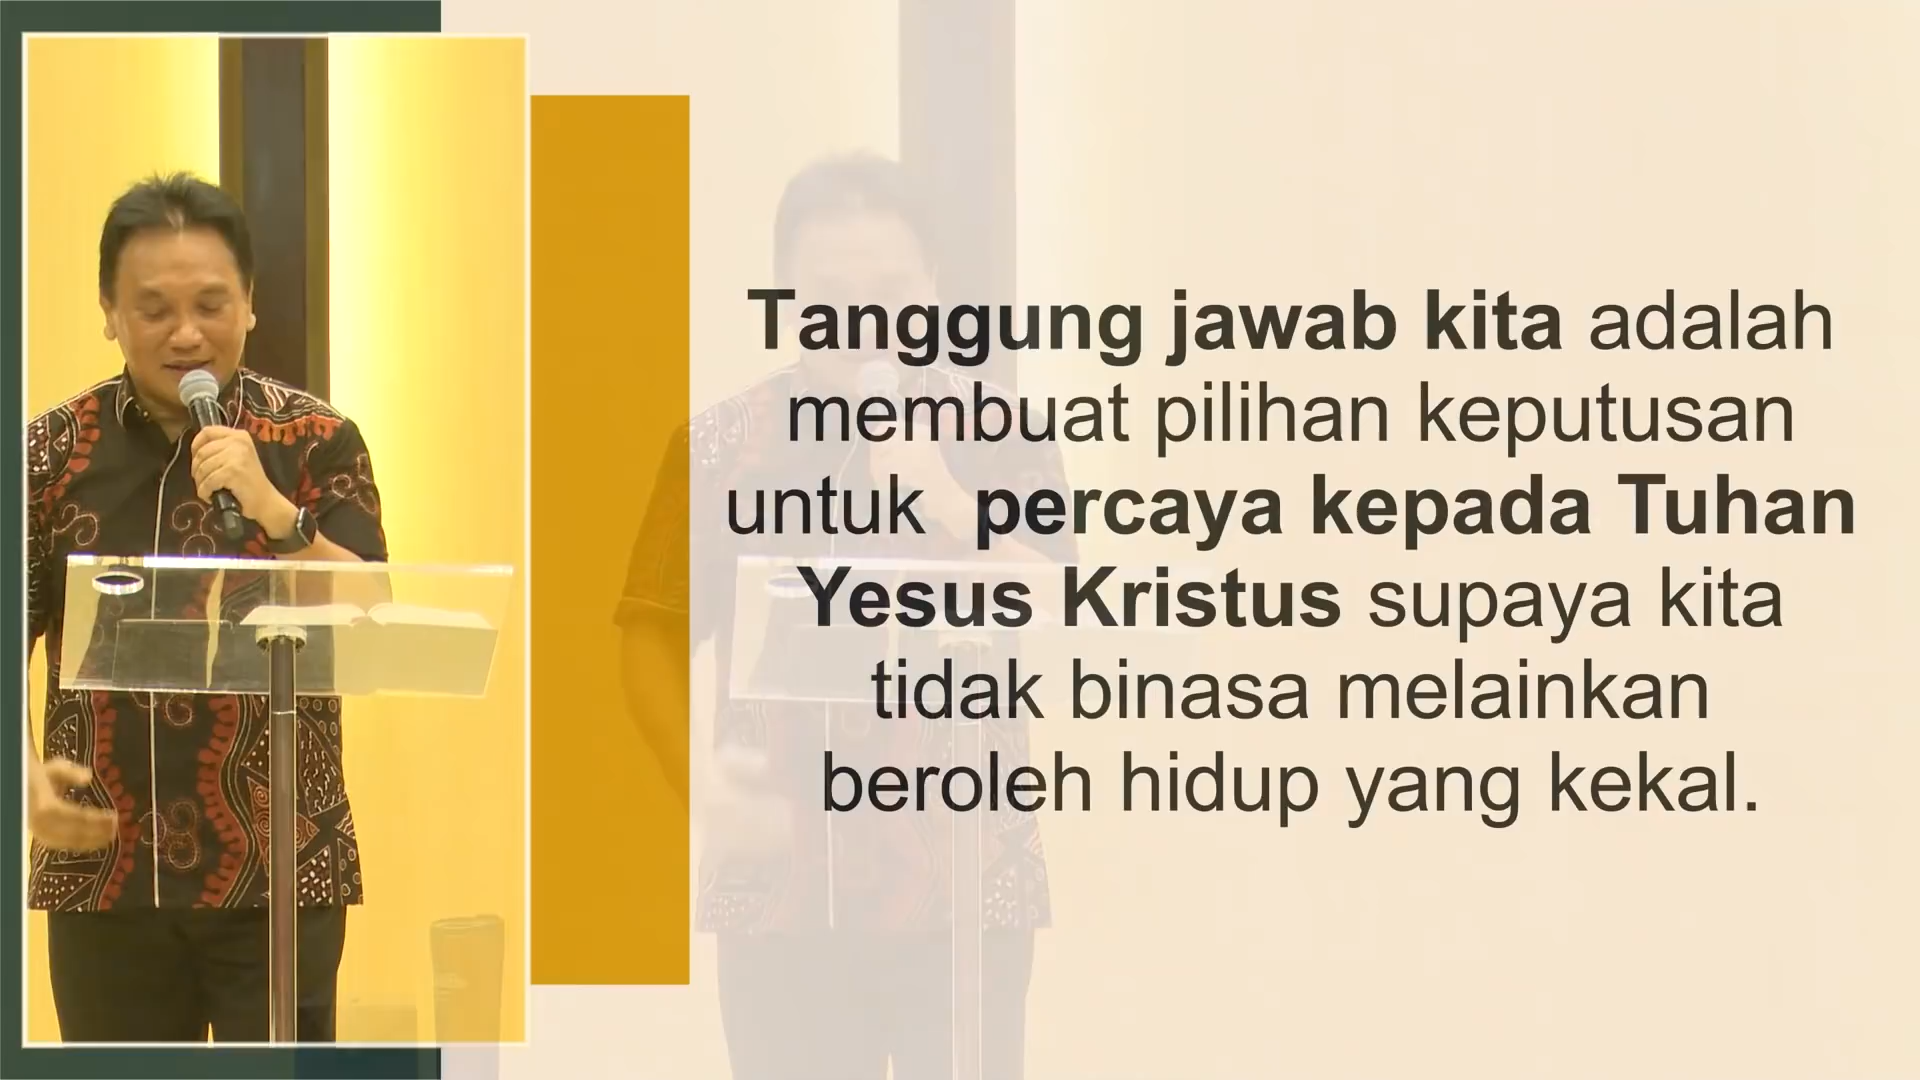 Tanggung jawab kita adalah
membuat pilihan keputusan
untuk percaya kepada Tuhan
Yesus Kristus supaya kita
tidak binasa melainkan
beroleh hidup yang kekal.